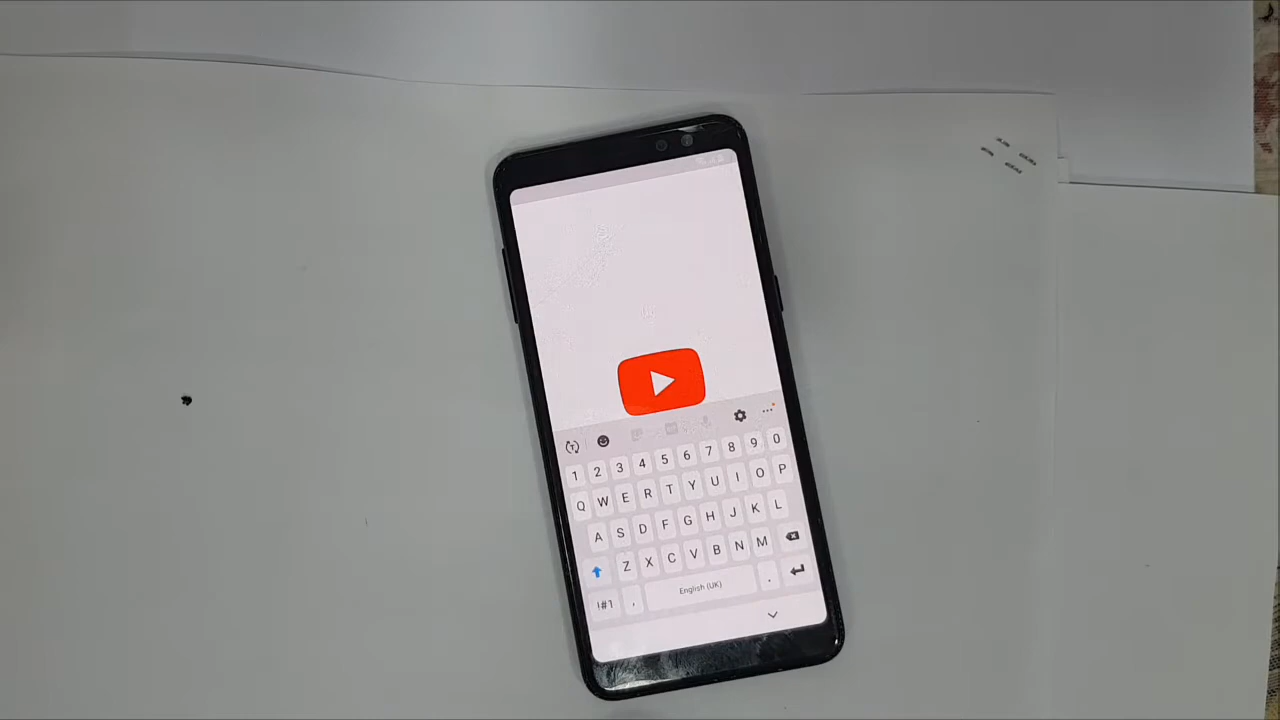 1 2 3 4 5 6 7 8 9 0
Q W E R T Y U I O P
A S D F G H J K L
Z X C V B N M
!#1 , English (UK) .